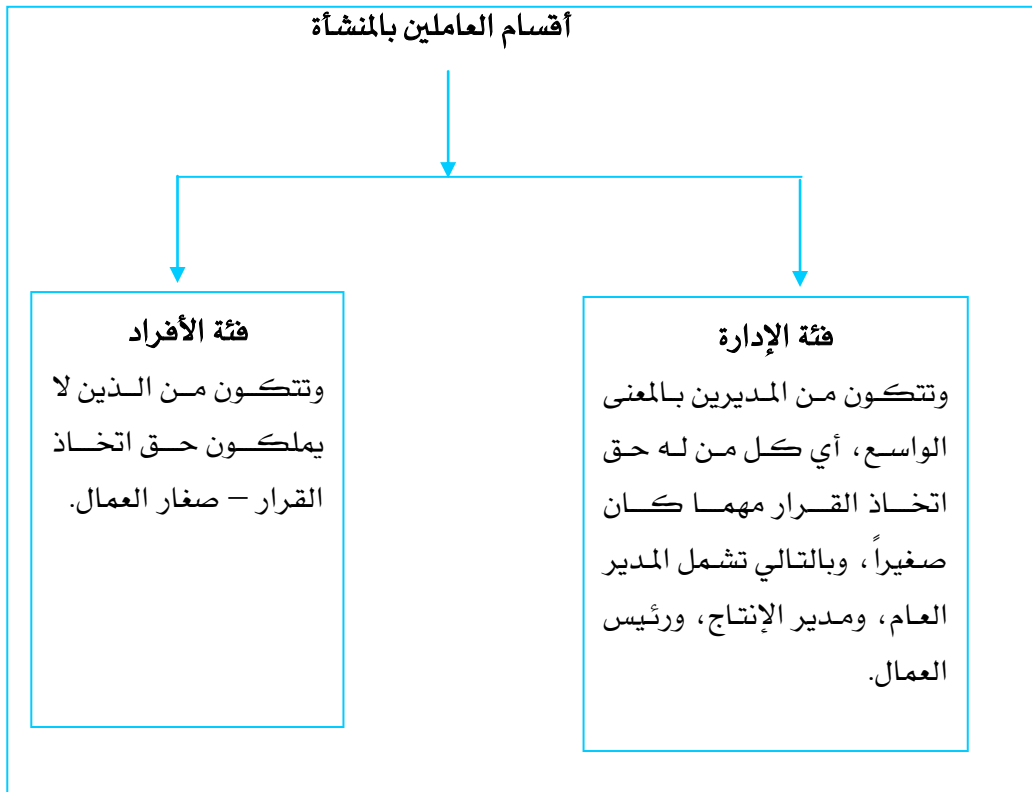 أقسام العاملين بالمنشأة
فئة الإدارة
وتتكون من المديرين بالمعنى
الواسع، أي كل من له حق
اتخاذ القرار مهما كان
صغيراً، وبالتالي تشمل المدير
العام، ومدير الإنتاج، ورئيس
العمال.
فئة الأفراد
وتتكون من الذين لا
يملكون حق اتخاذ
القرار – صغار العمال.